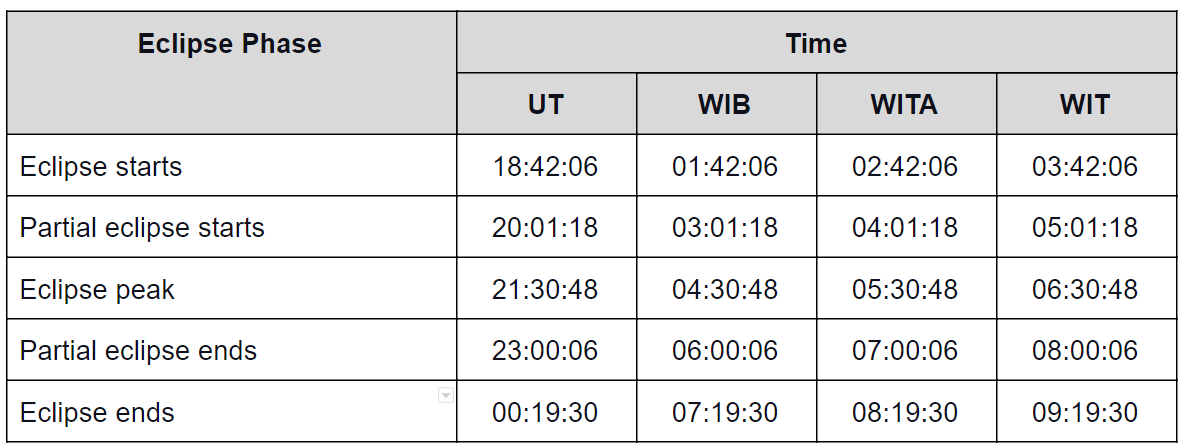 Eclipse Phase Time
UT WIB WITA WIT
Eclipse starts 18:42:06 01:42:06 02:42:06 03:42:06
Partial eclipse starts 20:01:18 03:01:18 04:01:18 05:01:18
Eclipse peak 21:30:48 04:30:48 05:30:48 06:30:48
Partial eclipse ends 23:00:06 06:00:06 07:00:06 08:00:06
Eclipse ends 00:19:30 07:19:30 08:19:30 09:19:30